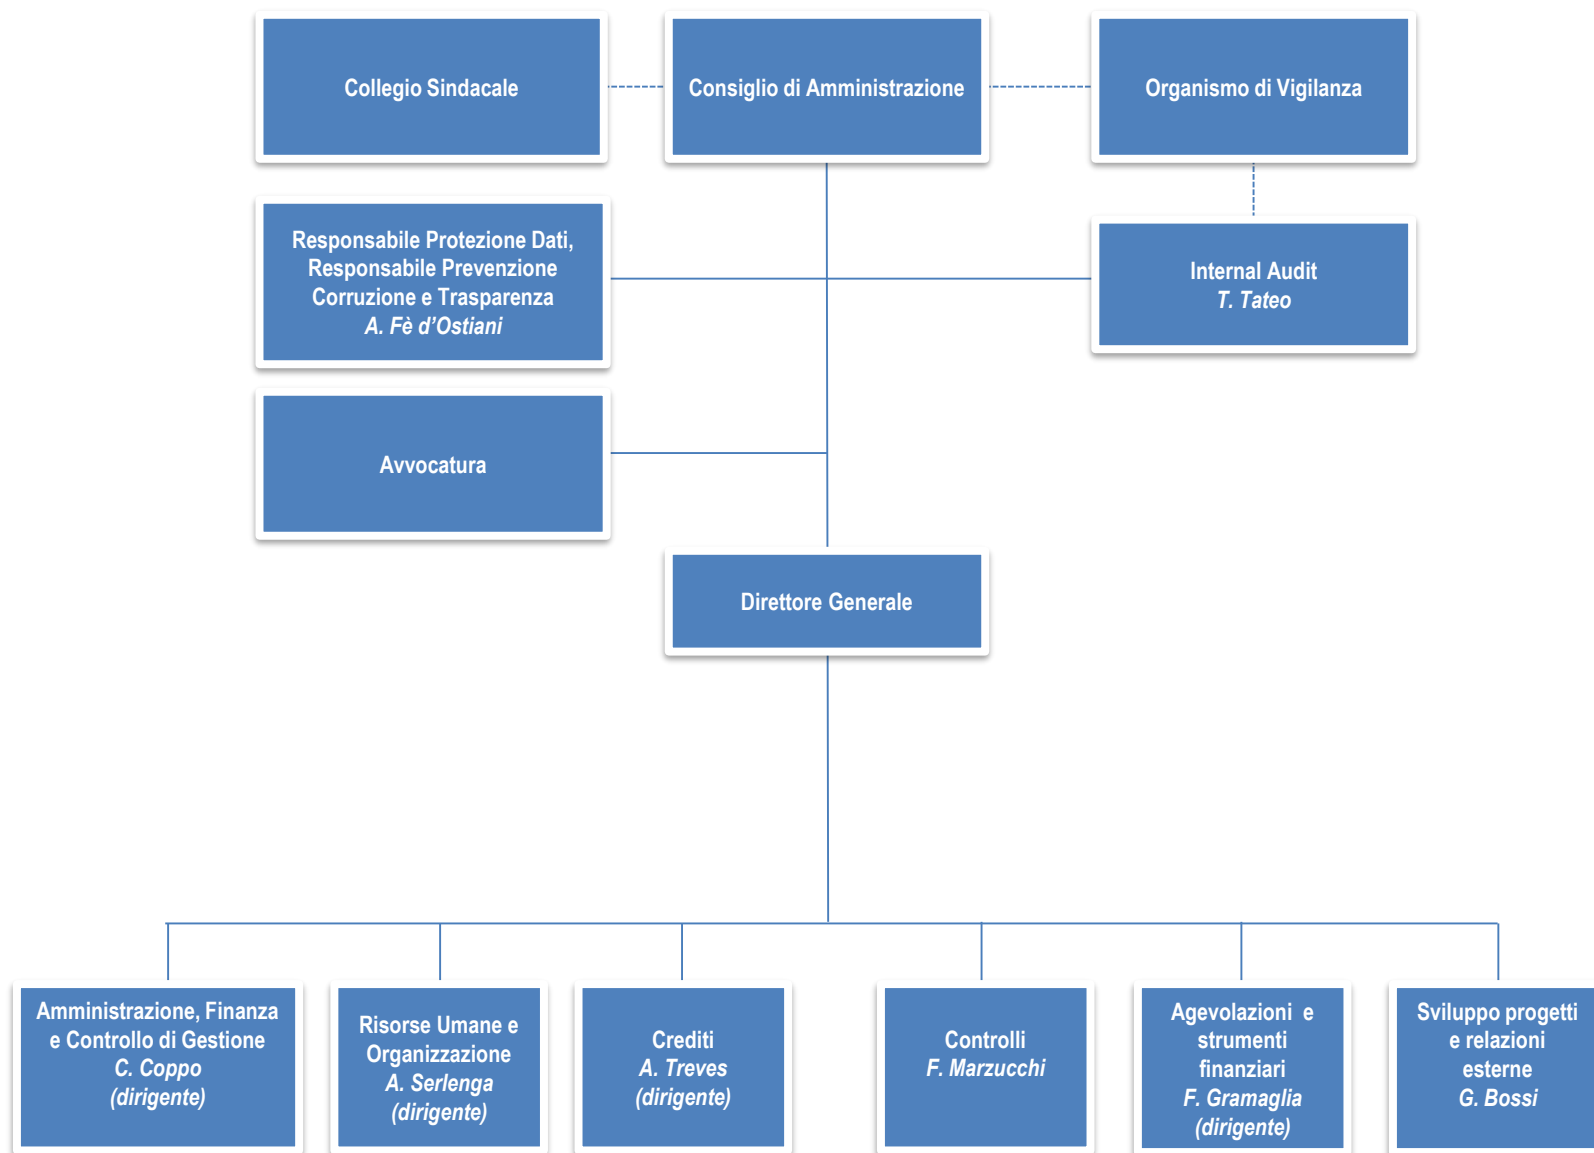 Collegio Sindacale
Consiglio di Amministrazione
Organismo di Vigilanza
Responsabile Protezione Dati,
Responsabile Prevenzione
Corruzione e Trasparenza
A. Fè d'Ostiani
Internal Audit
T. Tateo
Avvocatura
Direttore Generale
Amministrazione, Finanza
e Controllo di Gestione
C. Coppo
(dirigente)
Risorse Umane e
Organizzazione
A. Serlenga
(dirigente)
Crediti
A. Treves
(dirigente)
Controlli
F. Marzucchi
Agevolazioni e
strumenti
finanziari
F. Gramaglia
(dirigente)
Sviluppo progetti
e relazioni
esterne
G. Bossi